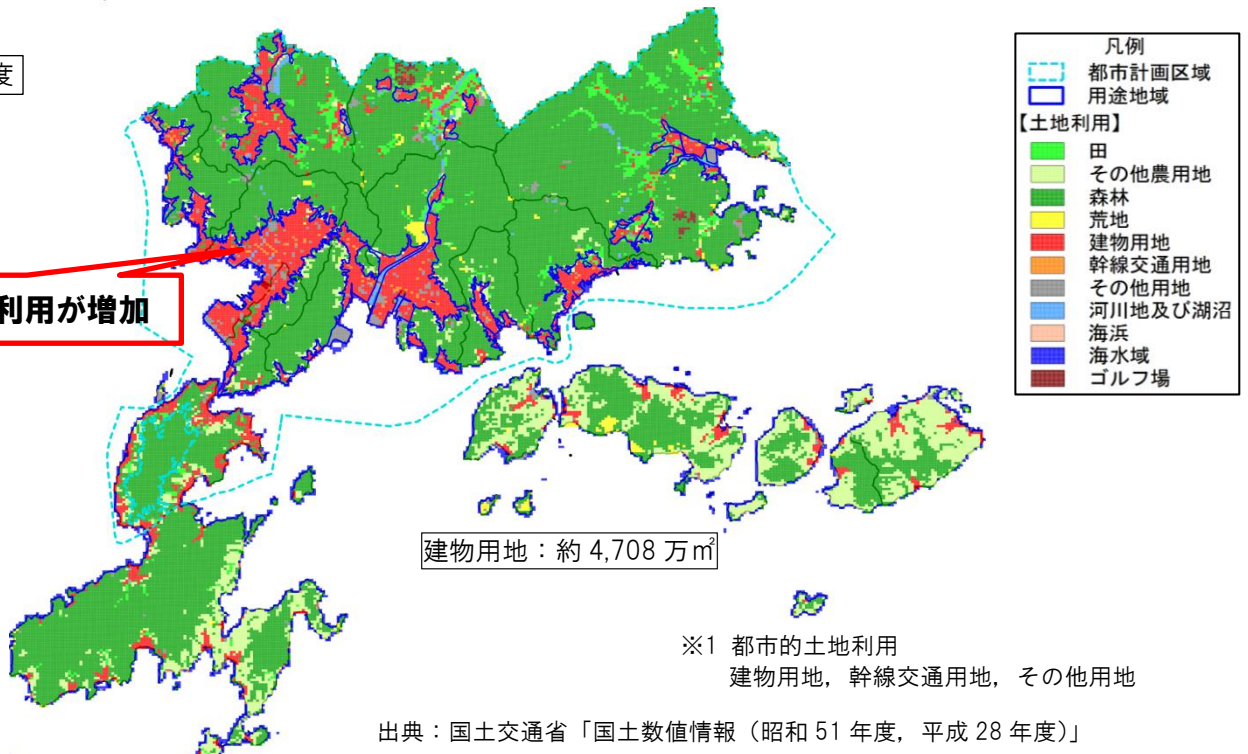 度
利用が増加
凡例
都市計画区域
用途地域
【土地利用】
田
その他農用地
森林
荒地
建物用地
幹線交通用地
その他用地
河川地及び湖沼
海浜
海水域
ゴルフ場
建物用地：約 4,708 万㎡
※1 都市的土地利用
建物用地，幹線交通用地，その他用地
出典：国土交通省「国土数値情報（昭和 51 年度，平成 28 年度）」